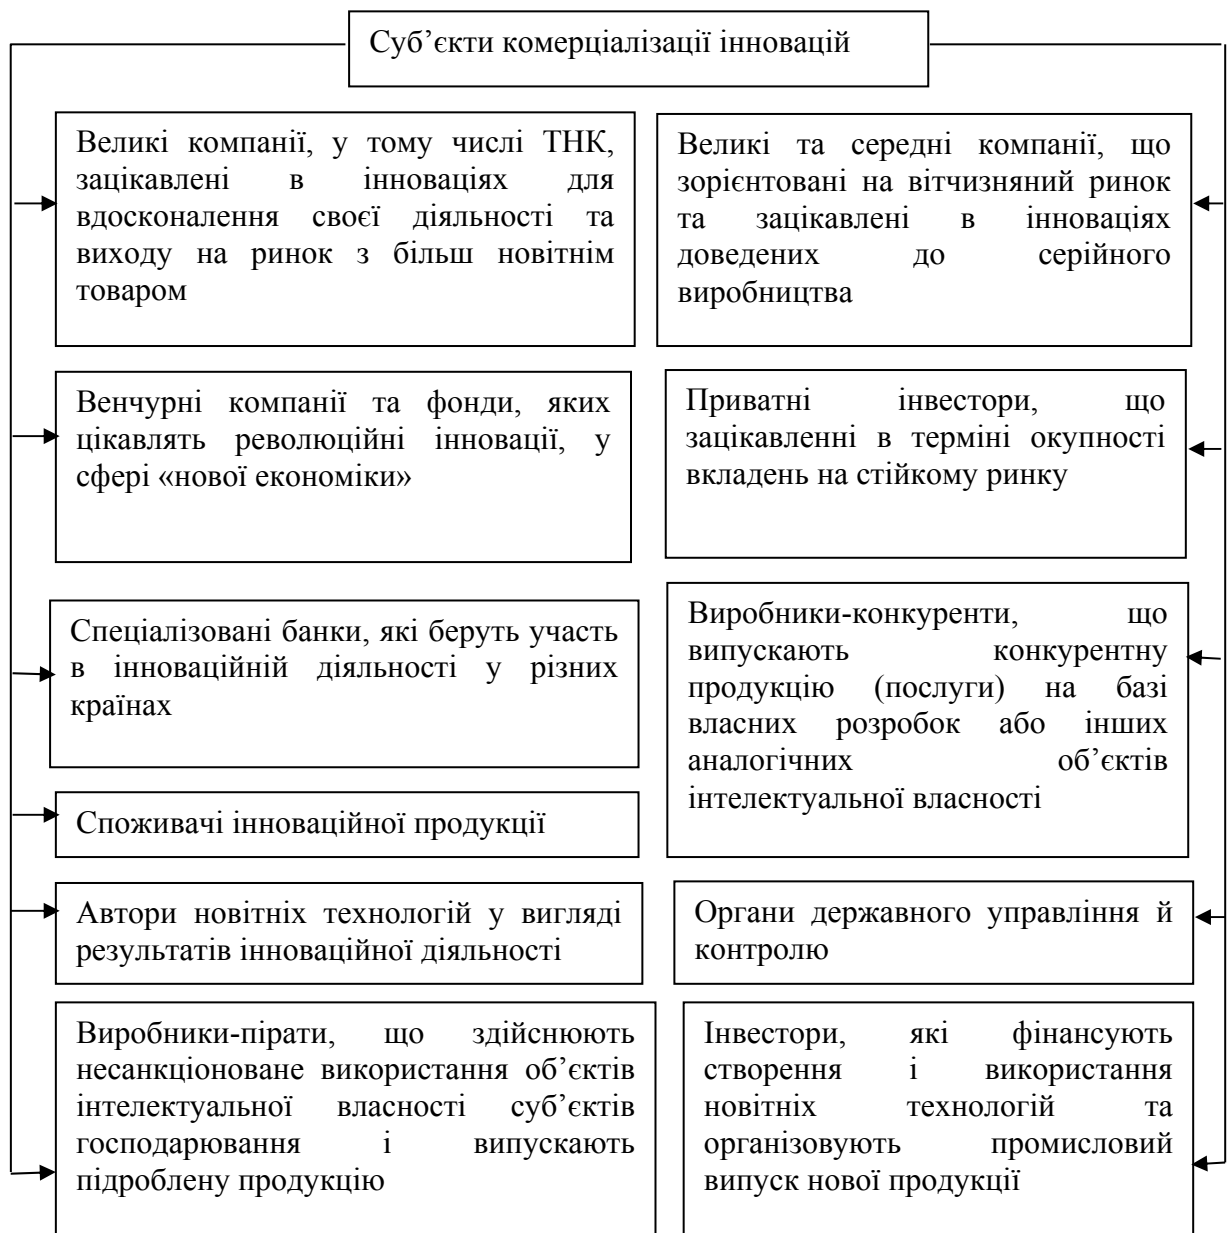 Суб’єкти комерціалізації інновацій
Великі компанії, у тому числі ТНК,
зацікавлені в інноваціях для
вдосконалення своєї діяльності та
виходу на ринок з більш новітнім
товаром
Великі та середні компанії, що
зорієнтовані на вітчизняний ринок
та зацікавлені в інноваціях
доведених до серійного
виробництва
Венчурні компанії та фонди, яких
цікавлять революційні інновації, у
сфері «нової економіки»
Приватні інвестори, що
зацікавленні в терміні окупності
вкладень на стійкому ринку
Спеціалізовані банки, які беруть участь
в інноваційній діяльності у різних
країнах
Виробники-конкуренти, що
випускають конкурентну
продукцію (послуги) на базі
власних розробок або інших
аналогічних об’єктів
інтелектуальної власності
Споживачі інноваційної продукції
Автори новітніх технологій у вигляді
результатів інноваційної діяльності
Органи державного управління й
контролю
Виробники-пірати, що здійснюють
несанкціоноване використання об’єктів
інтелектуальної власності суб’єктів
господарювання і випускають
підроблену продукцію
Інвестори, які фінансують
створення і використання
новітніх технологій та
організовують промисловий
випуск нової продукції